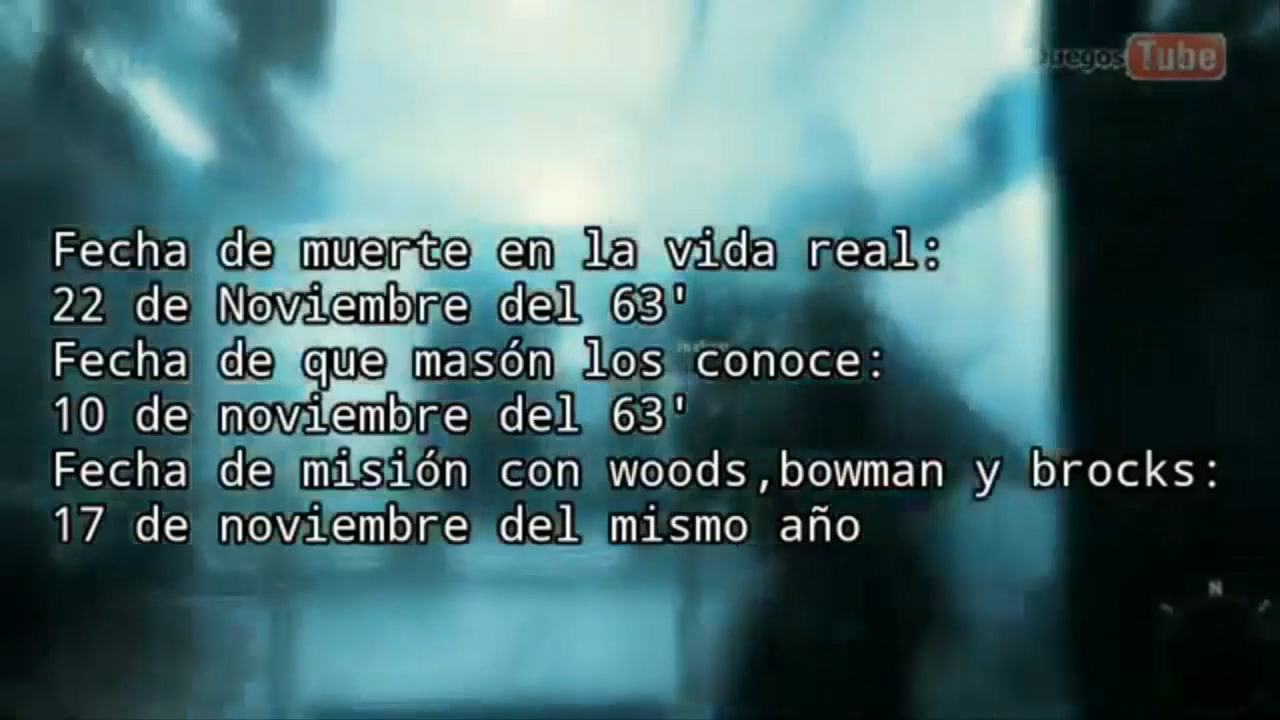 Juegos Tube
Fecha de muerte en la vida real:
22 de Noviembre del 63'
Fecha de que masón los conoce:
10 de noviembre del 63'
Fecha de misión con woods,bowman y brocks:
17 de noviembre del mismo año
N